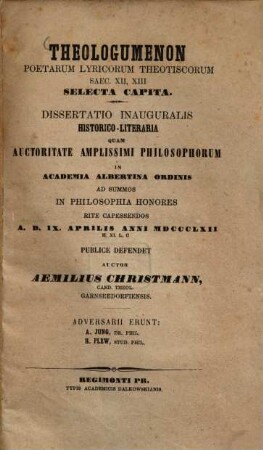 THEOLOGUMENON
POETARUM LYRICORUM THEOTISCORUM
SAEC. XII, XIII
SELECTA CAPITA.
DISSERTATIO INAUGURALIS
HISTORICO-LITERARIA
QUAM
AUCTORITATE AMPLISSIMI PHILOSOPHORUM
IN
ACADEMIA ALBERTINA ORDINIS
AD SUMMOS
IN PHILOSOPHIA HONORES
RITE CAPESSENDOS
A. D. IX. APRILIS ANNI MDCCCLXII
H. XI. L. C
PUBLICE DEFENDET
AUCTOR
AEMILIUS CHRISTMANN,
CAND. THEOL.
GARNSEEDORFIENSIS.
ADVERSARII ERUNT:
A. JUNG, DR. PHIL.
H. FLEW, STUD. PHIL.
REGIMONTI PR.
TYPIS ACADEMICIS DALKOWSKIANIS.